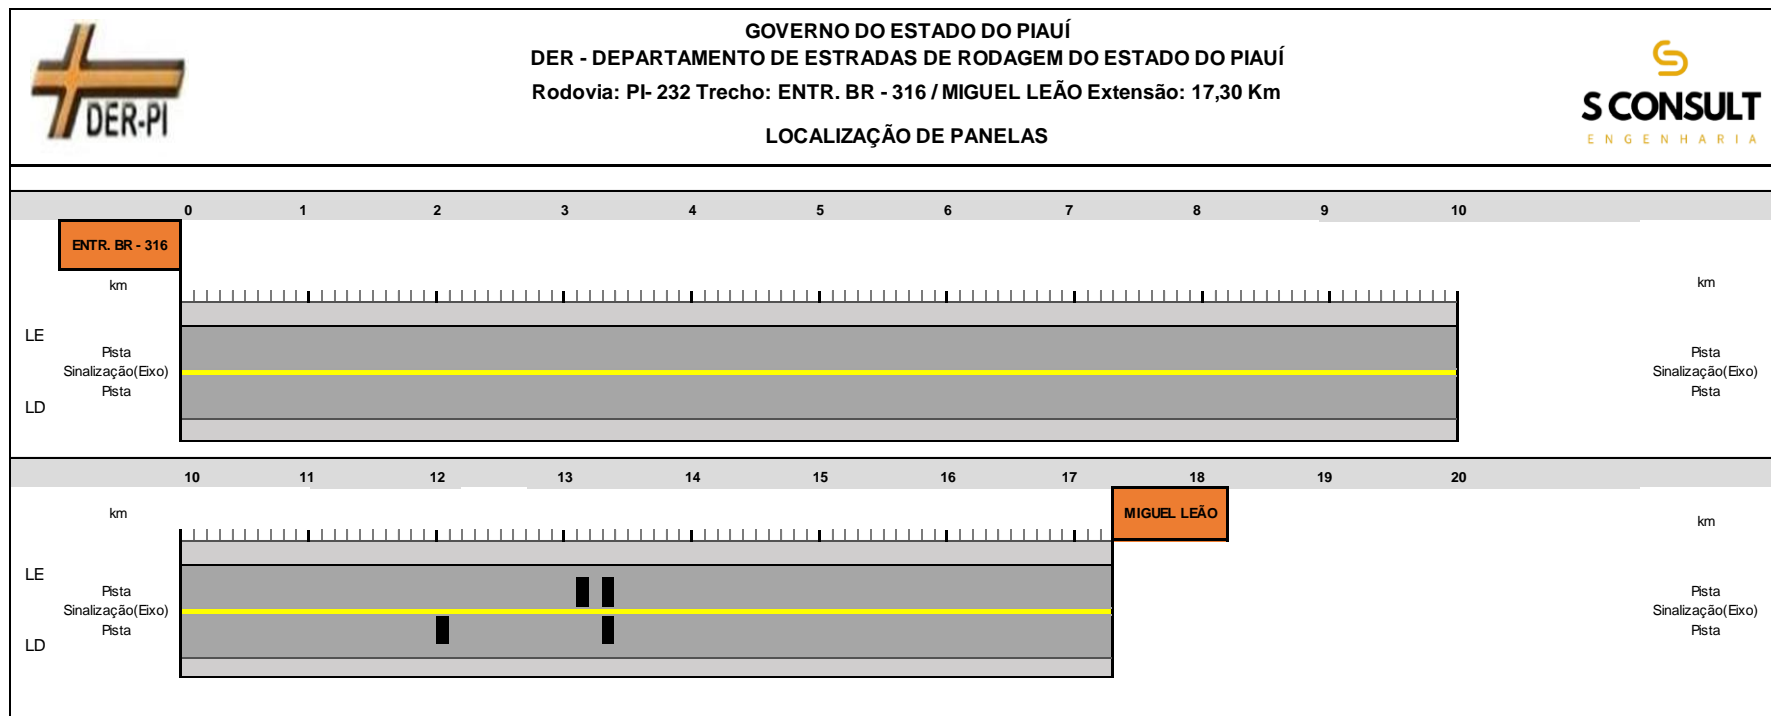 DER-PI
GOVERNO DO ESTADO DO PIAUÍ
DER - DEPARTAMENTO DE ESTRADAS DE RODAGEM DO ESTADO DO PIAUÍ
Rodovia: PI- 232 Trecho: ENTR. BR - 316 / MIGUEL LEÃO Extensão: 17,30 Km
LOCALIZAÇÃO DE PANELAS
S CONSULT
ENGENHARIA
0 1 2 3 4 5 6 7 8 9 10
ENTR. BR - 316
km km
LE
Pista Pista
Sinalização(Eixo) Sinalização(Eixo)
Pista Pista
LD
10 11 12 13 14 15 16 17 18 19 20
MIGUEL LEÃO
km km
LE
Pista Pista
Sinalização(Eixo) Sinalização(Eixo)
Pista Pista
LD